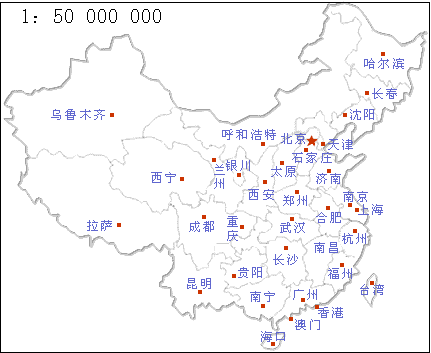 1：50 000 000
哈尔滨
长春
乌鲁木齐
沈阳
呼和浩特
北京
天津
石家庄
兰州
银川
太原
西宁
济南
西安
郑州
南京
上海
合肥
拉萨
成都
重庆
武汉
杭州
南昌
长沙
贵阳
福州
昆明
台湾
南宁
广州
香港
澳门
海口